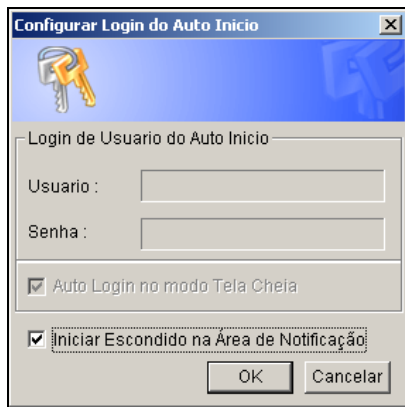 Configurar Login do Auto Inicio
Login de Usuario do Auto Inicio
Usuario :
Senha :
Auto Login no modo Tela Cheia
Iniciar Escondido na Área de Notificação
OK Cancelar